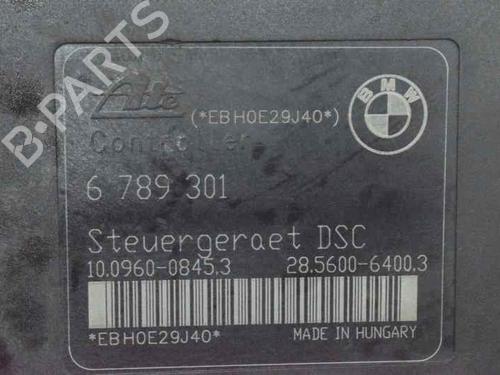 B-PARTS
Ate
(*EBH0E29J40*)
BMW
Controller
6 789 301
Steuergeraet DSC
10.0960-0845.3 28.5600-6400.3
*EBH0E29J40* MADE IN HUNGARY